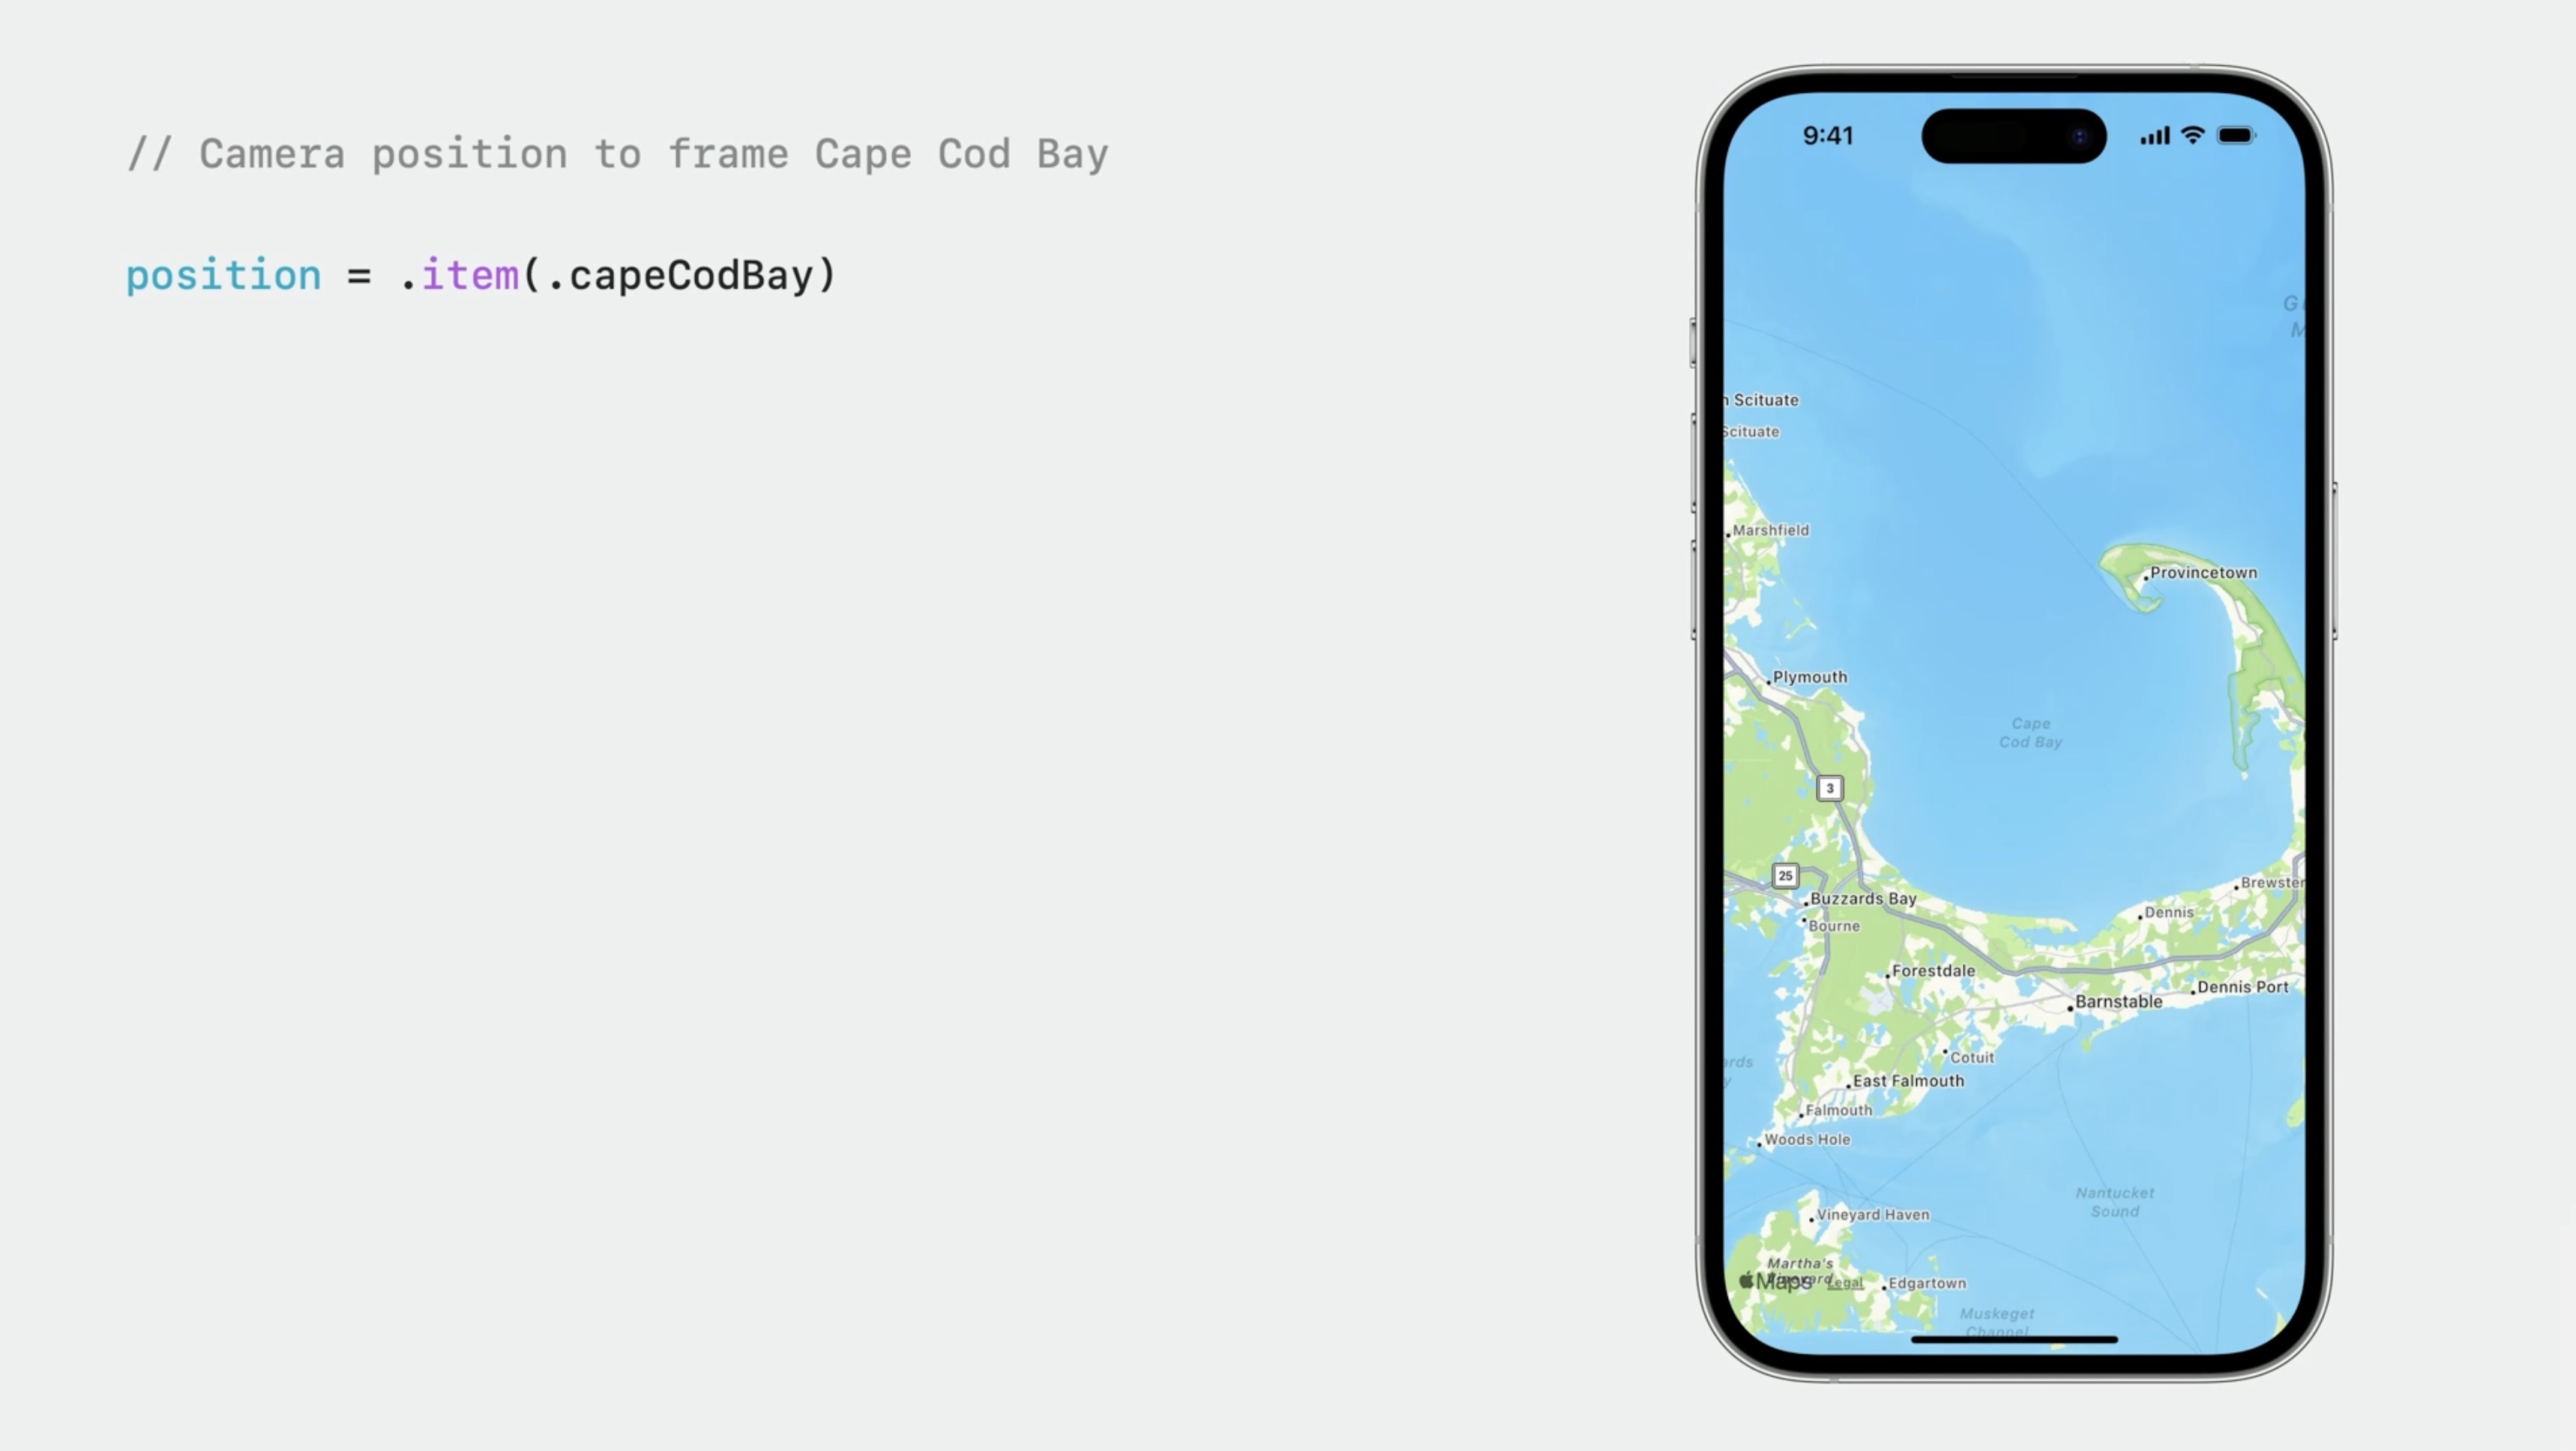 // Camera position to frame Cape Cod Bay
position = .item(.capeCodBay)
9:41
Scituate
Scituate
Marshfield
Provincetown
Plymouth
Cape
Cod Bay
3
25
Brewster
Buzzards Bay
Dennis
Bourne
Forestdale
Dennis Port
Barnstable
Cotuit
East Falmouth
Falmouth
Woods Hole
Nantucket
Sound
Vineyard Haven
Martha's
Vineyard
Maps Legal
Edgartown
Muskeget
Channel